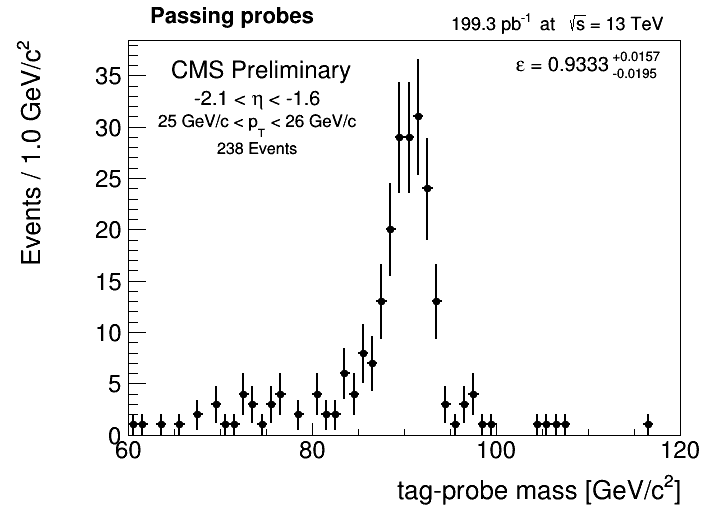 Passing probes
199.3 pb⁻¹ at √s = 13 TeV
CMS Preliminary
-2.1 < η < -1.6
25 GeV/c < p_T < 26 GeV/c
238 Events
ε = 0.9333 +0.0157 -0.0195
Events / 1.0 GeV/c²
35
30
25
20
15
10
5
0
60 80 100 120
tag-probe mass [GeV/c²]